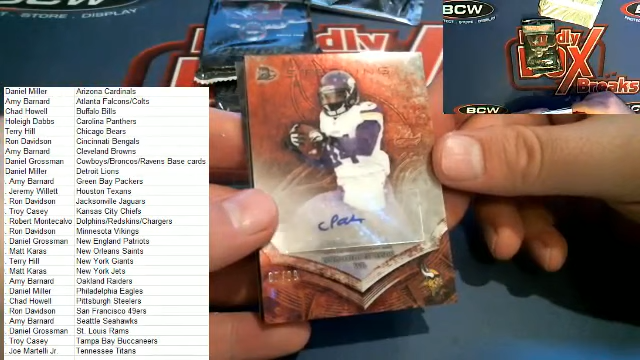 BCW
STORE · DISPLAY
BCW
Breaks
BCW
STERLING
Daniel Miller Arizona Cardinals
Amy Barnard Atlanta Falcons/Colts
Chad Howell Buffalo Bills
Holeigh Dabbs Carolina Panthers
Terry Hill Chicago Bears
Ron Davidson Cincinati Bengals
Amy Barnard Cleveland Browns
Daniel Grossman Cowboys/Broncos/Ravens Base cards
Daniel Miller Detroit Lions
. Amy Barnard Green Bay Packers
. Jeremy Willett Houston Texans
. Ron Davidson Jacksonville Jaguars
. Troy Casey Kansas City Chiefs
. Robert Montecalvo Dolphins/Redskins/Chargers
. Ron Davidson Minnesota Vikings
. Daniel Grossman New England Patriots
. Matt Karas New Orleans Saints
. Terry Hill New York Giants
. Matt Karas New York Jets
. Amy Barnard Oakland Raiders
. Daniel Miller Philadelphia Eagles
. Chad Howell Pittsburgh Steelers
. Ron Davidson San Francisco 49ers
. Amy Barnard Seattle Seahawks
. Daniel Grossman St. Louis Rams
. Troy Casey Tampa Bay Buccaneers
. Joe Martelli Jr. Tennessee Titans